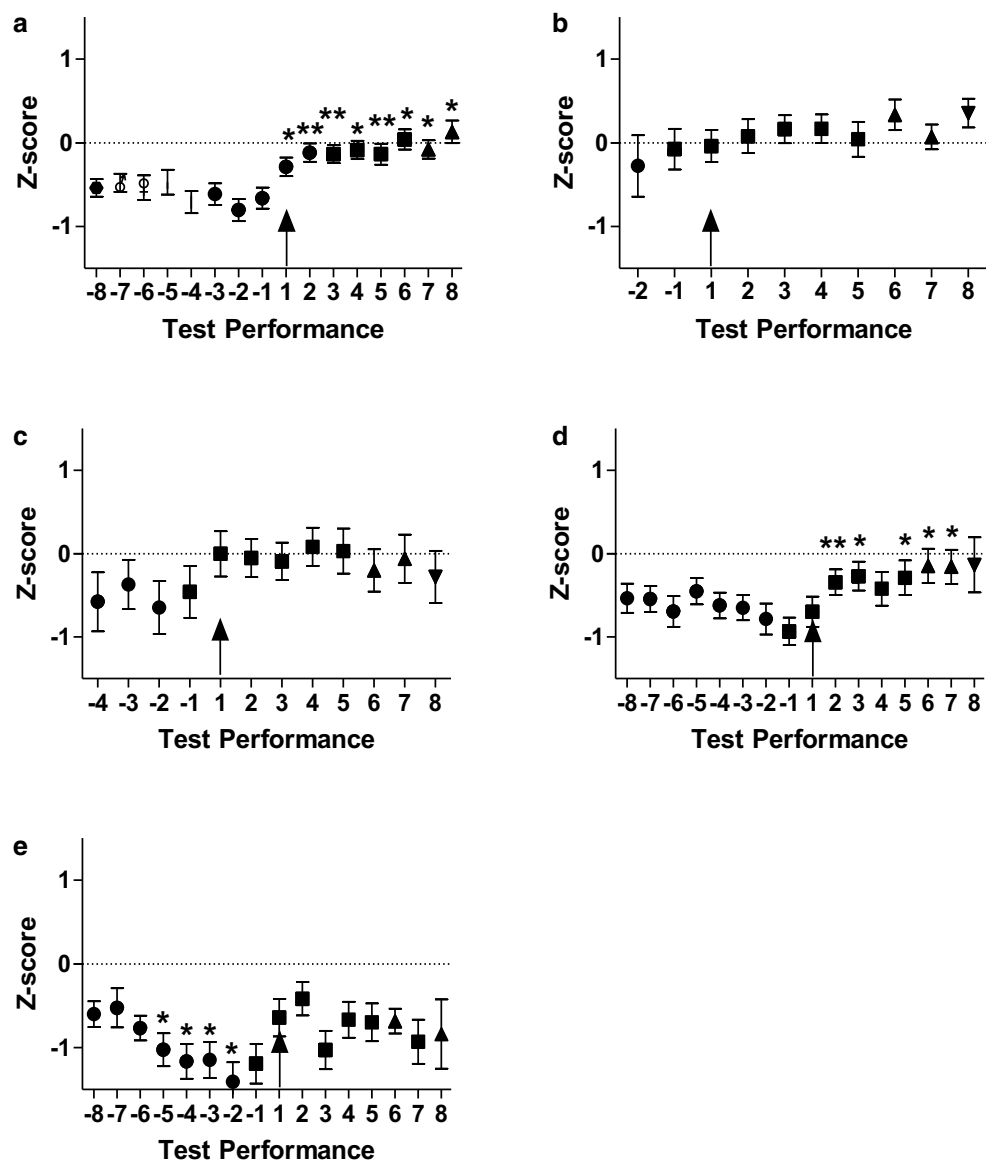 a
Z-score
1
0
-1
* ** ** * ** * * *
-8 -7 -6 -5 -4 -3 -2 -1 1 2 3 4 5 6 7 8
Test Performance
b
Z-score
1
0
-1
-2 -1 1 2 3 4 5 6 7 8
Test Performance
c
Z-score
1
0
-1
-4 -3 -2 -1 1 2 3 4 5 6 7 8
Test Performance
d
Z-score
1
0
-1
** * * * *
-8 -7 -6 -5 -4 -3 -2 -1 1 2 3 4 5 6 7 8
Test Performance
e
Z-score
1
0
-1
* * * *
-8 -7 -6 -5 -4 -3 -2 -1 1 2 3 4 5 6 7 8
Test Performance